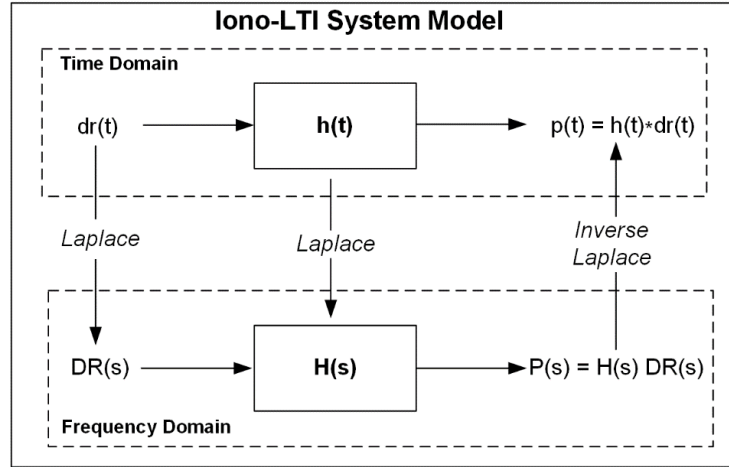 Iono-LTI System Model
Time Domain
dr(t)
h(t)
p(t) = h(t)*dr(t)
Laplace
Laplace
Inverse
Laplace
DR(s)
H(s)
P(s) = H(s) DR(s)
Frequency Domain